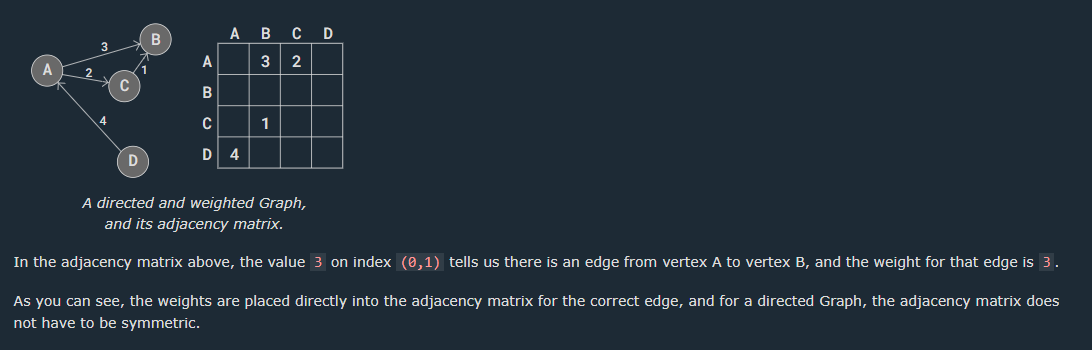 A B C D
3
B
A
2
C
1
4
D
A 3 2
B
C 1
D 4
A directed and weighted Graph,
and its adjacency matrix.
In the adjacency matrix above, the value 3 on index (0,1) tells us there is an edge from vertex A to vertex B, and the weight for that edge is 3.
As you can see, the weights are placed directly into the adjacency matrix for the correct edge, and for a directed Graph, the adjacency matrix does
not have to be symmetric.